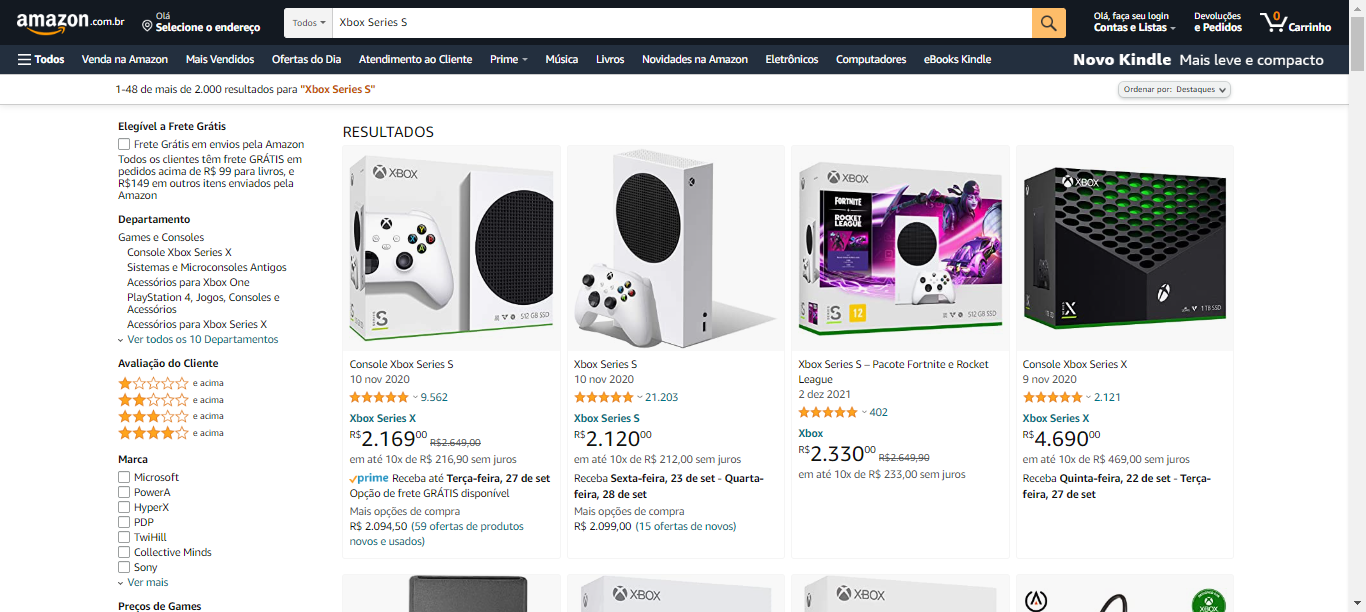 amazon.com.br
Olá
Selecione o endereço
Todos
Xbox Series S
Olá, faça seu login
Contas e Listas
Devoluções
e Pedidos
0
Carrinho
Todos
Venda na Amazon
Mais Vendidos
Ofertas do Dia
Atendimento ao Cliente
Prime
Música
Livros
Novidades na Amazon
Eletrônicos
Computadores
eBooks Kindle
Novo Kindle Mais leve e compacto
1-48 de mais de 2.000 resultados para "Xbox Series S"
Ordenar por: Destaques
Elegível a Frete Grátis
Frete Grátis em envios pela Amazon
Todos os clientes têm frete GRÁTIS em
pedidos acima de R$ 99 para livros, e
R$149 em outros itens enviados pela
Amazon
Departamento
Games e Consoles
Console Xbox Series X
Sistemas e Microconsoles Antigos
Acessórios para Xbox One
PlayStation 4, Jogos, Consoles e
Acessórios
Acessórios para Xbox Series X
Ver todos os 10 Departamentos
Avaliação do Cliente
e acima
e acima
e acima
e acima
Marca
Microsoft
PowerA
HyperX
PDP
TwiHill
Collective Minds
Sony
Ver mais
Preços de Games
RESULTADOS
XBOX
SERIES S
512 GB SSD
Console Xbox Series S
10 nov 2020
9.562
Xbox Series X
R$2.16900 R$2.649,00
em até 10x de R$ 216,90 sem juros
prime Receba até Terça-feira, 27 de set
Opção de frete GRÁTIS disponível
Mais opções de compra
R$ 2.094,50 (59 ofertas de produtos
novos e usados)
Xbox Series S
10 nov 2020
21.203
Xbox Series S
R$2.12000
em até 10x de R$ 212,00 sem juros
Receba Sexta-feira, 23 de set - Quarta-
feira, 28 de set
Mais opções de compra
R$ 2.099,00 (15 ofertas de novos)
XBOX
FORTNITE
+
ROCKET
LEAGUE
SERIES S
12
512 GB SSD
Xbox Series S – Pacote Fortnite e Rocket
League
2 dez 2021
402
Xbox
R$2.33000 R$2.649,90
em até 10x de R$ 233,00 sem juros
XBOX
SERIES X
1TB SSD
Console Xbox Series X
9 nov 2020
2.121
Xbox Series X
R$4.69000
em até 10x de R$ 469,00 sem juros
Receba Quinta-feira, 22 de set - Terça-
feira, 27 de set
XBOX
XBOX
XBOX